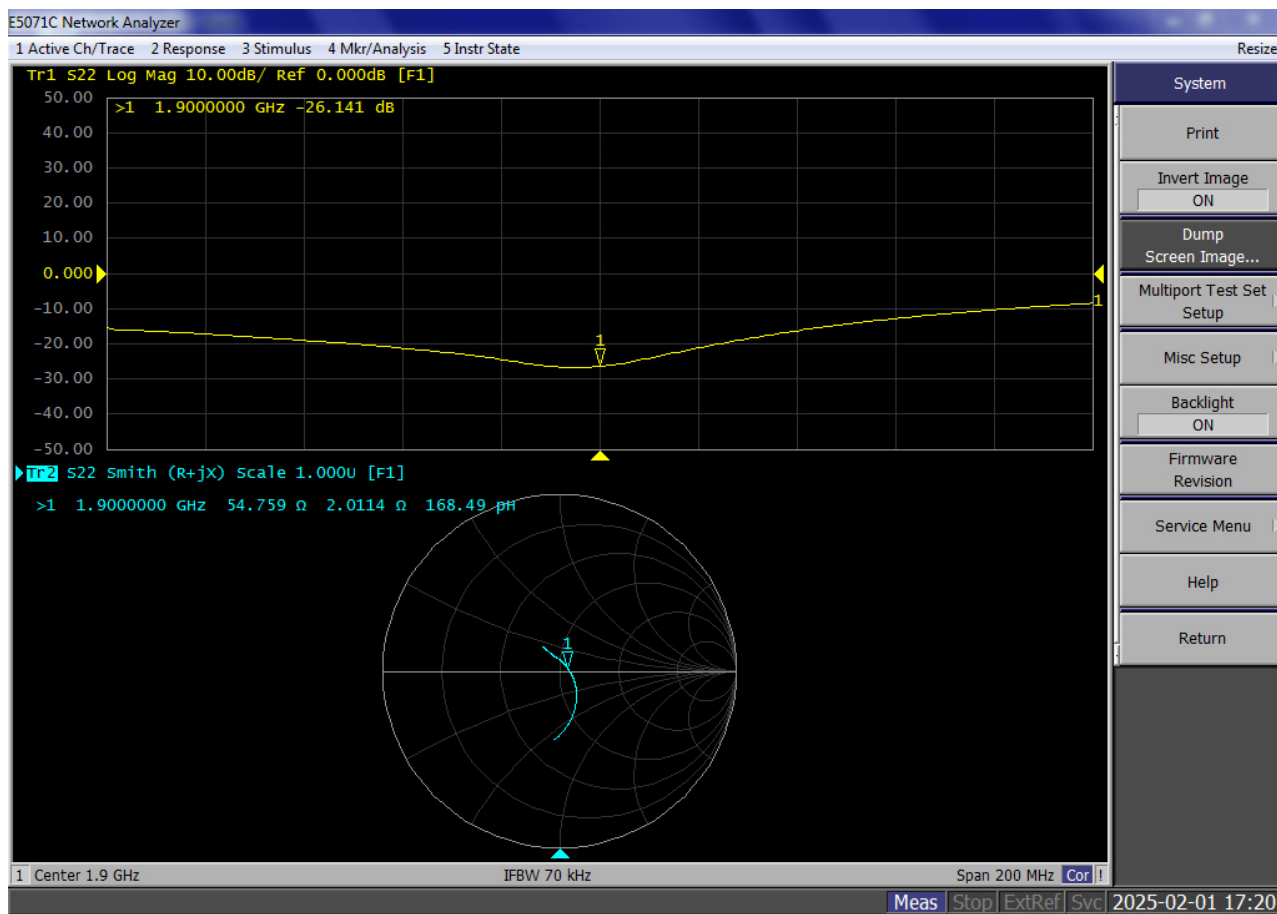 E5071C Network Analyzer
1 Active Ch/Trace 2 Response 3 Stimulus 4 Mkr/Analysis 5 Instr State Resize
Tr1 S22 Log Mag 10.00dB/ Ref 0.000dB [F1]
>1 1.9000000 GHz -26.141 dB
50.00
40.00
30.00
20.00
10.00
0.000
-10.00
-20.00
-30.00
-40.00
-50.00
1
1
Tr2 S22 Smith (R+jX) Scale 1.000U [F1]
>1 1.9000000 GHz 54.759 Ω 2.0114 Ω 168.49 pH
1
System
Print
Invert Image
ON
Dump
Screen Image...
Multiport Test Set
Setup
Misc Setup
Backlight
ON
Firmware
Revision
Service Menu
Help
Return
1 Center 1.9 GHz IFBW 70 kHz Span 200 MHz Cor !
Meas Stop ExtRef Svc 2025-02-01 17:20